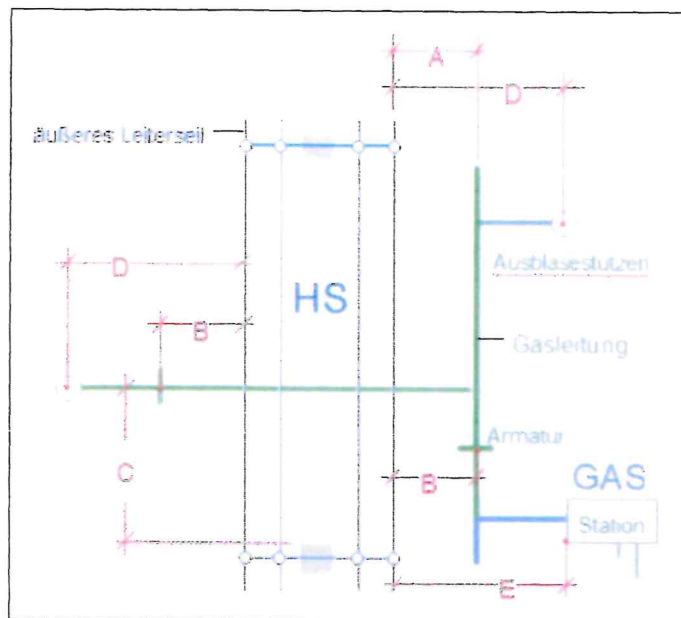 A
D
äußeres Leiterseil
Ausblasestutzen
D
HS
B
Gasleitung
Armatur
C
B
GAS
Station
E